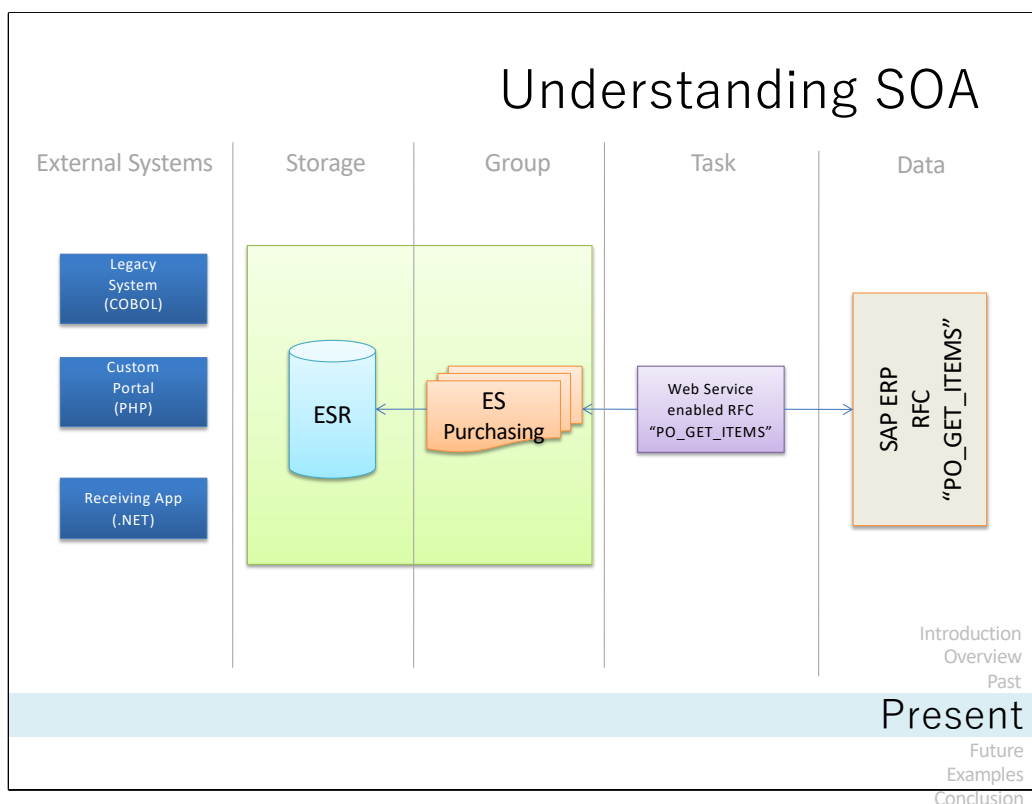 Understanding SOA
External Systems
Storage
Group
Task
Data
Legacy
System
(COBOL)
Custom
Portal
(PHP)
Receiving App
(.NET)
ESR
ES
Purchasing
Web Service
enabled RFC
“PO_GET_ITEMS”
SAP ERP
RFC
“PO_GET_ITEMS”
Introduction
Overview
Past
Present
Future
Examples
Conclusion